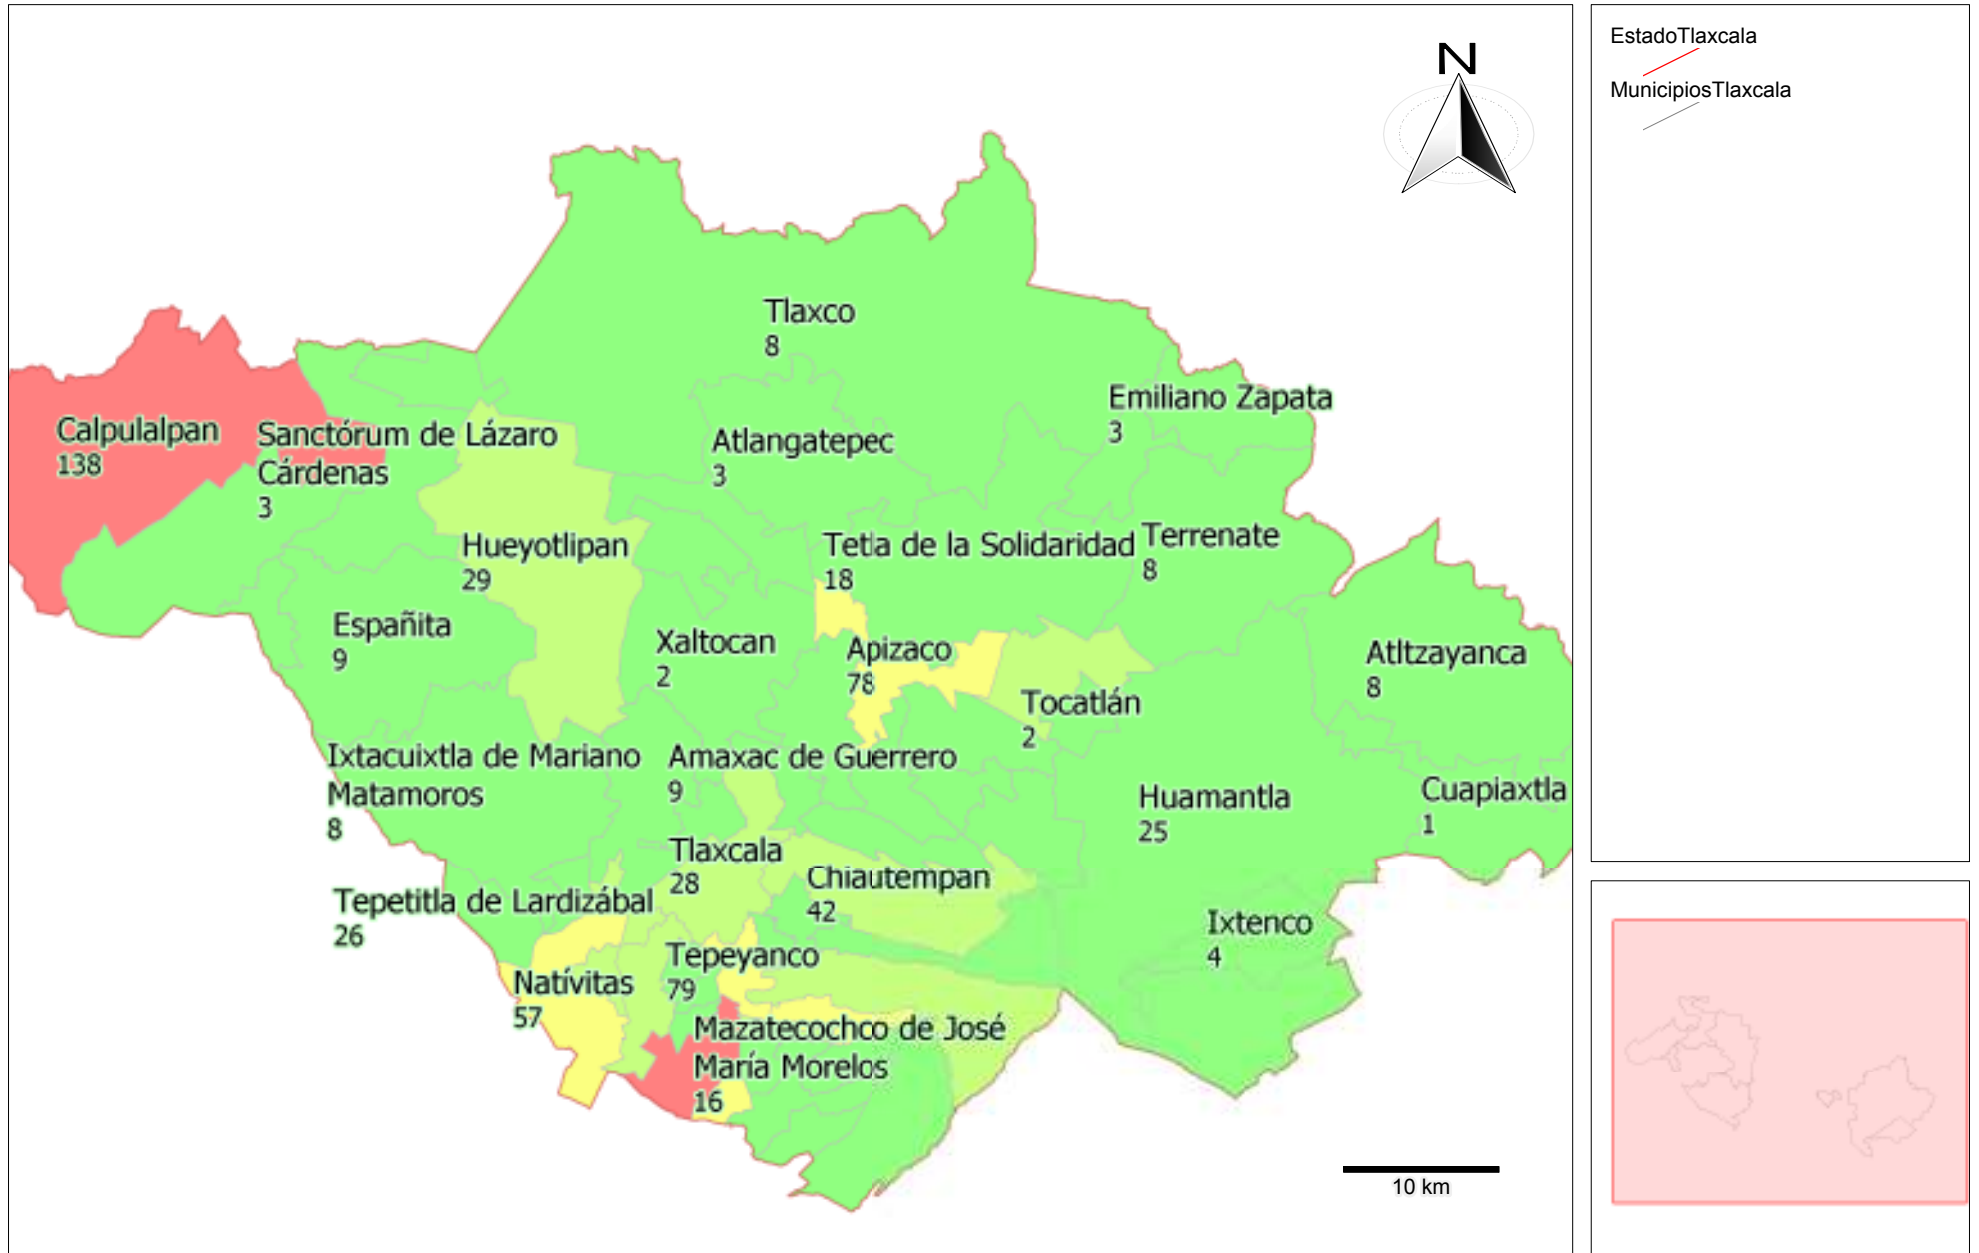 N
EstadoTlaxcala
MunicipiosTlaxcala
Tlaxco
8
Emiliano Zapata
3
Calpulalpan
138
Sanctórum de Lázaro
Cárdenas
3
Atlangatepec
3
Hueyotlipan
29
Tetla de la Solidaridad
18
Terrenate
8
Españita
9
Xaltocan
2
Apizaco
78
Atltzayanca
8
Tocatlán
2
Ixtacuixtla de Mariano
Matamoros
8
Amaxac de Guerrero
9
Huamantla
25
Cuapiaxtla
1
Tlaxcala
28
Chiautempan
42
Tepetitla de Lardizábal
26
Ixtenco
4
Tepeyanco
79
Natívitas
57
Mazatecochco de José
María Morelos
16
10 km